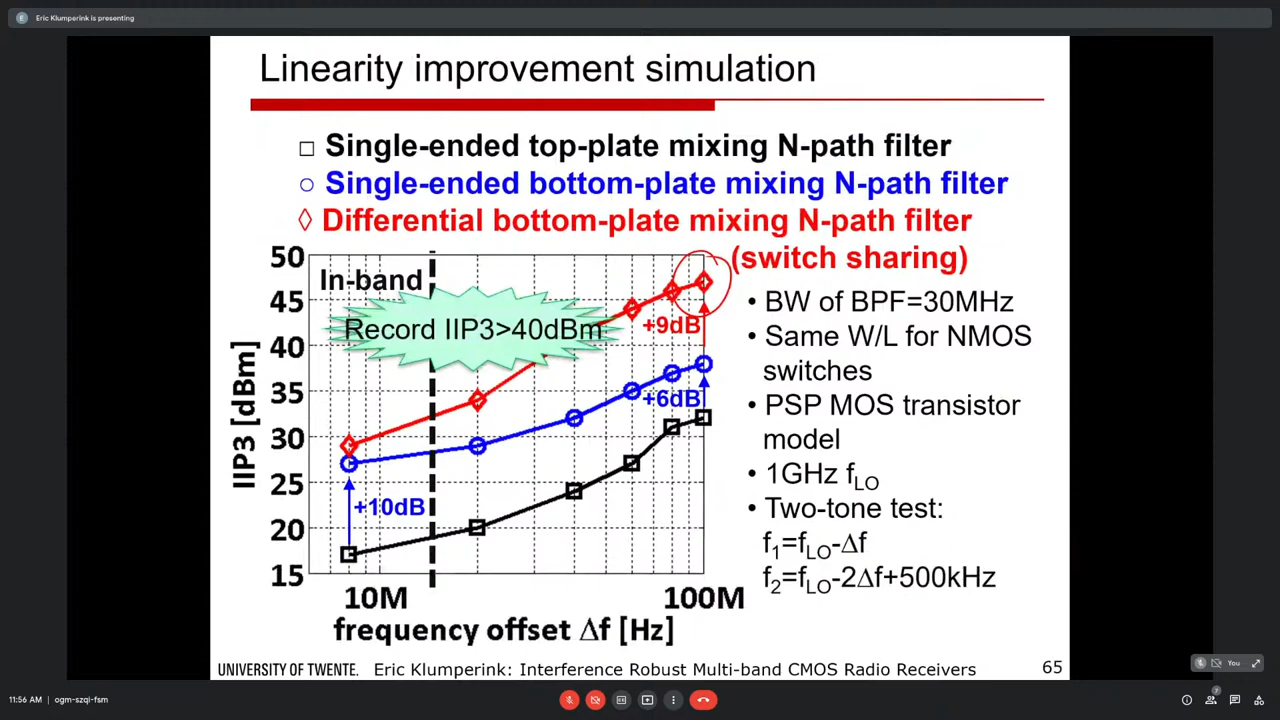 E Eric Klumperink is presenting
Linearity improvement simulation
□ Single-ended top-plate mixing N-path filter
○ Single-ended bottom-plate mixing N-path filter
◊ Differential bottom-plate mixing N-path filter
(switch sharing)
50
45
40
35
30
25
20
15
IIP3 [dBm]
In-band
Record IIP3>40dBm
+9dB
+6dB
+10dB
10M 100M
frequency offset Δf [Hz]
• BW of BPF=30MHz
• Same W/L for NMOS
switches
• PSP MOS transistor
model
• 1GHz fLO
• Two-tone test:
f1=fLO-Δf
f2=fLO-2Δf+500kHz
UNIVERSITY OF TWENTE. Eric Klumperink: Interference Robust Multi-band CMOS Radio Receivers 65
You
11:56 AM | ogm-szqi-fsm
7